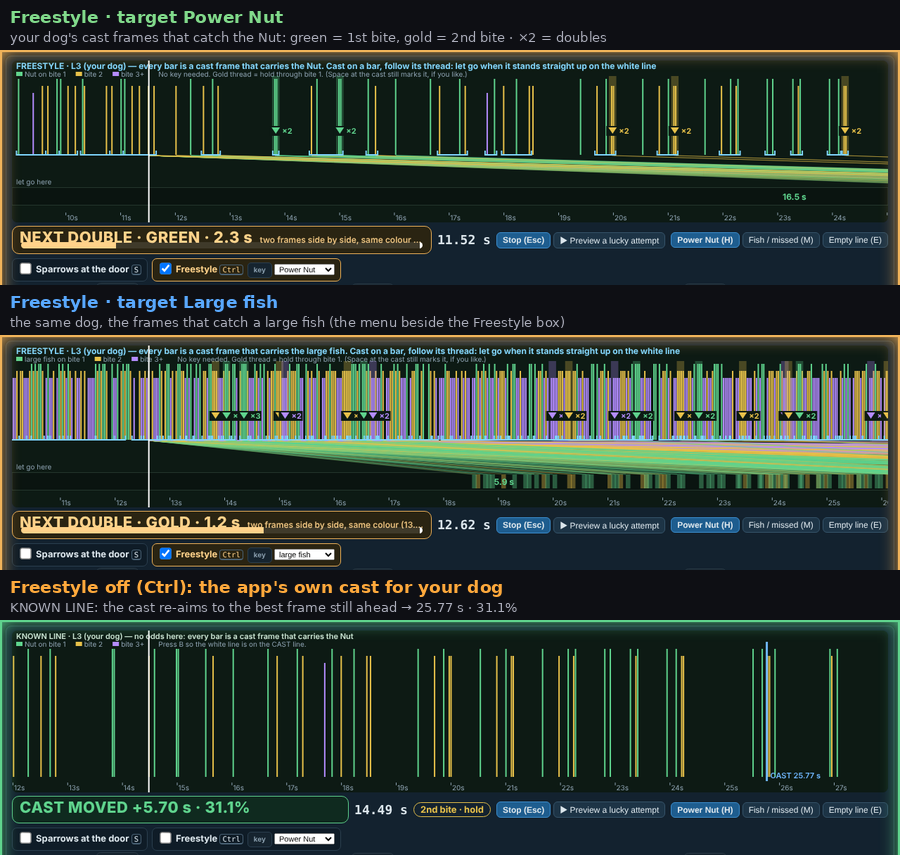 Freestyle · target Power Nut
your dog's cast frames that catch the Nut: green = 1st bite, gold = 2nd bite · ×2 = doubles
FREESTYLE · L3 (your dog) — every bar is a cast frame that carries the Nut. Cast on a bar, follow its thread: let go when it stands straight up on the white line
Nut on bite 1 bite 2 bite 3+ No key needed. Gold thread = hold through bite 1. (Space at the cast still marks it, if you like.)
×2 ×2 ×2 ×2 ×2
let go here
16.5 s
10s 11s 12s 13s 14s 15s 16s 17s 18s 19s 20s 21s 22s 23s 24s
NEXT DOUBLE · GREEN · 2.3 s two frames side by side, same colour ... 11.52 s Stop (Esc) ▶ Preview a lucky attempt Power Nut (H) Fish / missed (M) Empty line (E)
Sparrows at the door S Freestyle Ctrl key Power Nut
Freestyle · target Large fish
the same dog, the frames that catch a large fish (the menu beside the Freestyle box)
FREESTYLE · L3 (your dog) — every bar is a cast frame that carries the large fish. Cast on a bar, follow its thread: let go when it stands straight up on the white line
large fish on bite 1 bite 2 bite 3+ No key needed. Gold thread = hold through bite 1. (Space at the cast still marks it, if you like.)
×3 ×2 ×2 ×2 ×2 ×2 ×2 ×2 ×2
let go here
5.9 s
11s 12s 13s 14s 15s 16s 17s 18s 19s 20s 21s 22s 23s 24s 25s
NEXT DOUBLE · GOLD · 1.2 s two frames side by side, same colour (13... 12.62 s Stop (Esc) ▶ Preview a lucky attempt Power Nut (H) Fish / missed (M) Empty line (E)
Sparrows at the door S Freestyle Ctrl key large fish
Freestyle off (Ctrl): the app's own cast for your dog
KNOWN LINE: the cast re-aims to the best frame still ahead → 25.77 s · 31.1%
KNOWN LINE · L3 (your dog) — no odds here: every bar is a cast frame that carries the Nut
Nut on bite 1 bite 2 bite 3+ Press B so the white line is on the CAST line.
CAST 25.77 s
12s 13s 14s 15s 16s 17s 18s 19s 20s 21s 22s 23s 24s 25s 26s 27s
CAST MOVED +5.70 s · 31.1% 14.49 s 2nd bite · hold Stop (Esc) ▶ Preview a lucky attempt Power Nut (H) Fish / missed (M) Empty line (E)
Sparrows at the door S Freestyle Ctrl key Power Nut